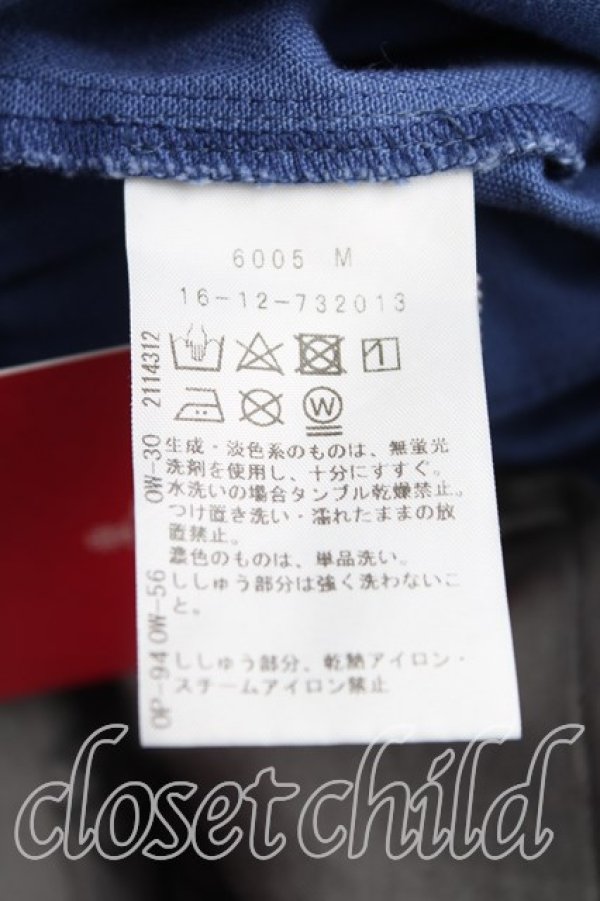 6005 M
16-12-732013
W
生成・淡色系のものは、無蛍光
洗剤を使用し、十分にすすぐ。
水洗いの場合タンブル乾燥禁止。
つけ置き洗い・濡れたままの放
置禁止。
濃色のものは、単品洗い。
ししゅう部分は強く洗わないこ
と。
ししゅう部分、乾熱アイロン・
スチームアイロン禁止
OP-94 OW-56 OW-30 2114312
closet child